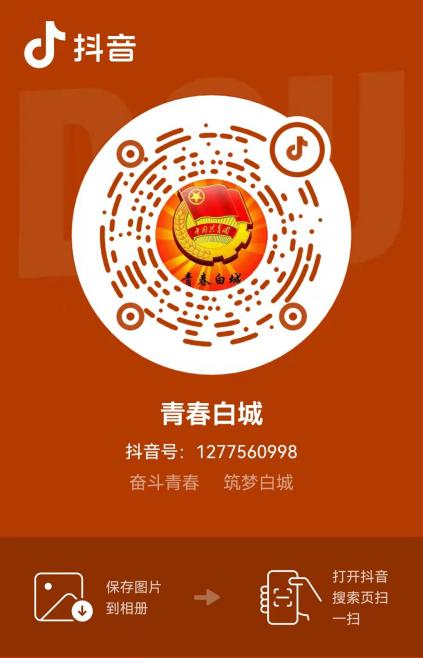 抖音
DOU
中国共青团
青春白城
青春白城
抖音号：1277560998
奋斗青春 筑梦白城
保存图片
到相册
打开抖音
搜索页扫
一扫